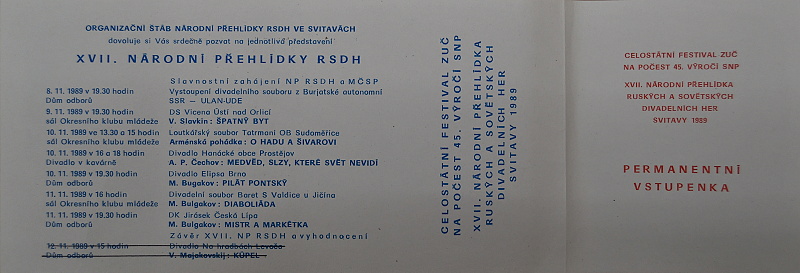 ORGANIZAČNÍ ŠTÁB NÁRODNÍ PŘEHLÍDKY RSDH VE SVITAVÁCH
dovoluje si Vás srdečně pozvat na jednotlivá představení
XVII. NÁRODNÍ PŘEHLÍDKY RSDH
Slavnostní zahájení NP RSDH a MČSP
8. 11. 1989 v 19.30 hodin Vystoupení divadelního souboru z Burjatské autonomní
Dům odborů SSR – ULAN-UDE
9. 11. 1989 v 19.30 hodin DS Vicena Ústí nad Orlicí
sál Okresního klubu mládeže V. Slavkin: ŠPATNÝ BYT
10. 11. 1989 ve 13.30 a 15 hodin Loutkářský soubor Tatrmani OB Sudoměřice
sál Okresního klubu mládeže Arménská pohádka: O HADU A ŠIVAROVI
10. 11. 1989 v 16 a 18 hodin Divadlo Hanácké obce Prostějov
Divadlo v kavárně A. P. Čechov: MEDVĚD, SLZY, KTERÉ SVĚT NEVIDÍ
10. 11. 1989 v 19.30 hodin Divadlo Elipsa Brno
Dům odborů M. Bugakov: PILÁT PONTSKÝ
11. 11. 1989 v 16 hodin Divadelní soubor Baret S Valdice u Jičína
sál Okresního klubu mládeže M. Bulgakov: DIABOLIÁDA
11. 11. 1989 v 19.30 hodin DK Jirásek Česká Lípa
Dům odborů M. Bulgakov: MISTR A MARKÉTKA
Závěr XVII. NP RSDH a vyhodnocení
12. 11. 1989 v 15 hodin Divadlo Na hradbách Levoča
Dům odborů V. Majakovskij: KÚPEL
CELOSTÁTNÍ FESTIVAL ZUČ
NA POČEST 45. VÝROČÍ SNP
XVII. NÁRODNÍ PŘEHLÍDKA
RUSKÝCH A SOVĚTSKÝCH
DIVADELNÍCH HER
SVITAVY 1989
CELOSTÁTNÍ FESTIVAL ZUČ
NA POČEST 45. VÝROČÍ SNP
XVII. NÁRODNÍ PŘEHLÍDKA
RUSKÝCH A SOVĚTSKÝCH
DIVADELNÍCH HER
SVITAVY 1989
PERMANENTNÍ
VSTUPENKA